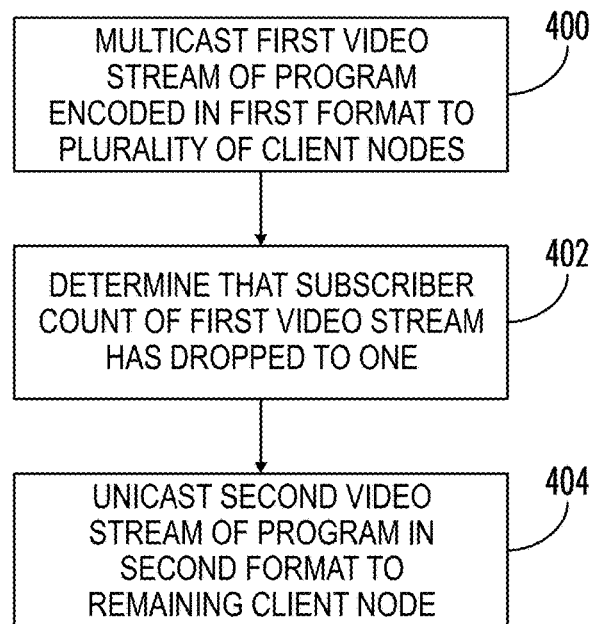 MULTICAST FIRST VIDEO
STREAM OF PROGRAM
ENCODED IN FIRST FORMAT TO
PLURALITY OF CLIENT NODES
400
DETERMINE THAT SUBSCRIBER
COUNT OF FIRST VIDEO STREAM
HAS DROPPED TO ONE
402
UNICAST SECOND VIDEO
STREAM OF PROGRAM IN
SECOND FORMAT TO
REMAINING CLIENT NODE
404